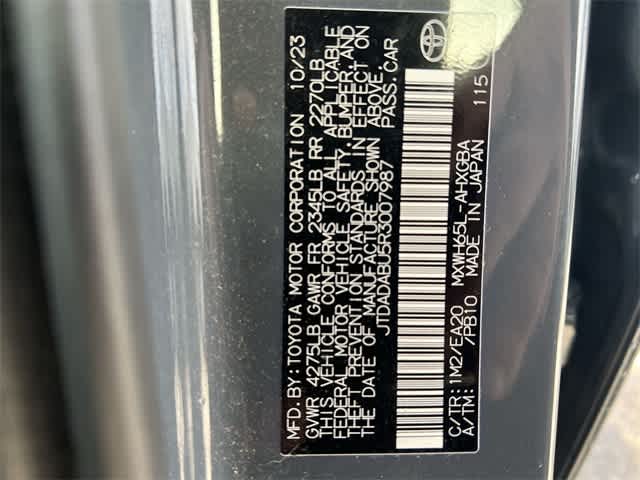 MFD.BY:TOYOTA MOTOR CORPORATION 10/23
GVWR 4275LB GAWR FR 2345LB RR 2270LB
THIS VEHICLE CONFORMS TO ALL APPLICABLE
FEDERAL MOTOR VEHICLE SAFETY,BUMPER,AND
THEFT PREVENTION STANDARDS IN EFFECT ON
THE DATE OF MANUFACTURE SHOWN ABOVE.
JTDADABU5R3007987 PASS.CAR
C/TR:1M2/EA20 MXWH65L-AHXGBA
A/TM: /PB10 MADE IN JAPAN 115